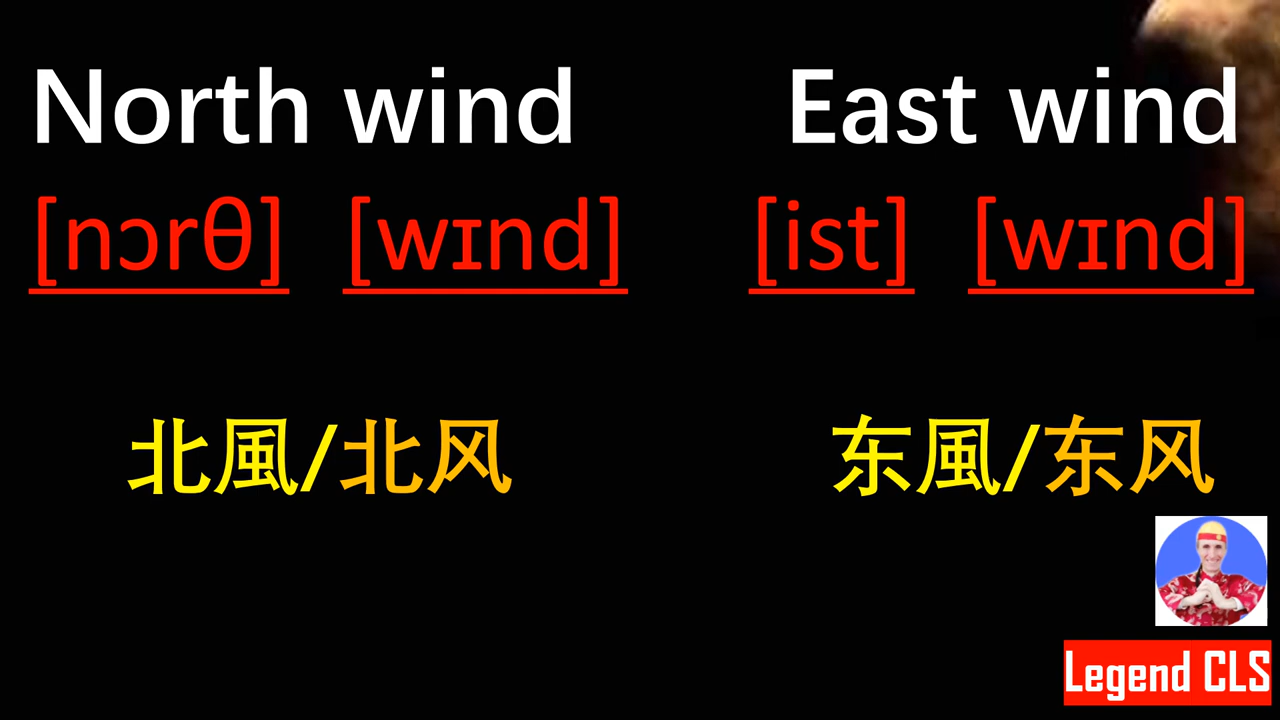 North wind East wind
[nɔrθ] [wɪnd] [ist] [wɪnd]
北風/北风 东風/东风
Legend CLS